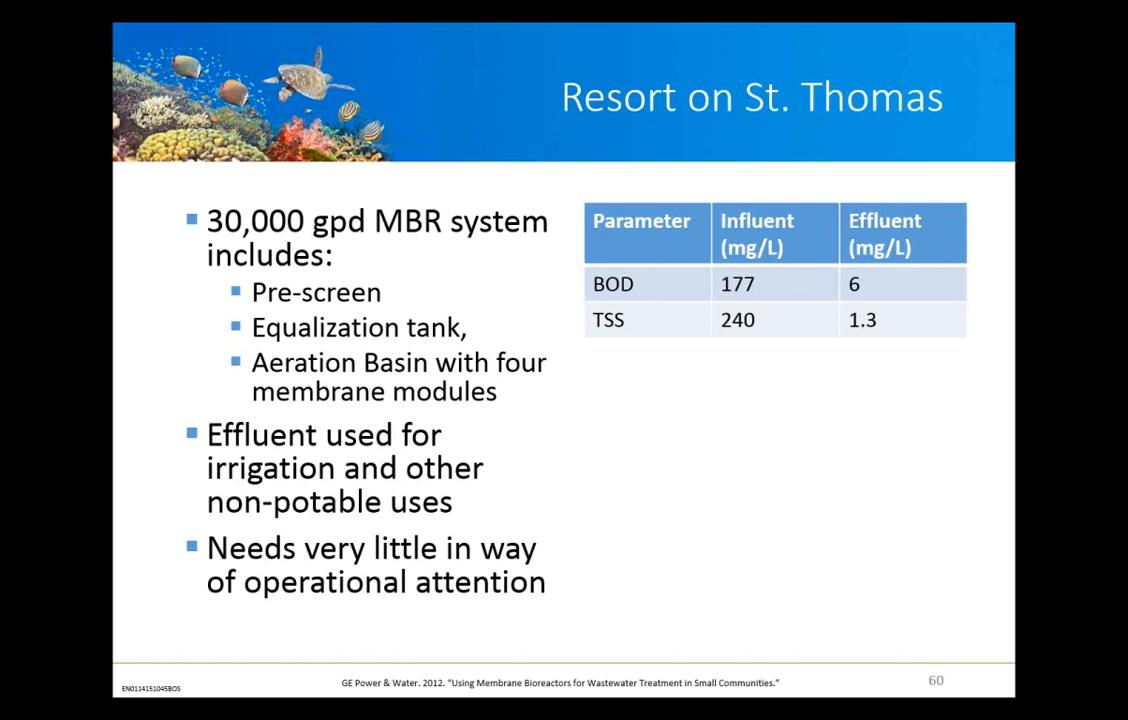 Resort on St. Thomas
30,000 gpd MBR system
includes:
Pre-screen
Equalization tank,
Aeration Basin with four
membrane modules
Effluent used for
irrigation and other
non-potable uses
Needs very little in way
of operational attention
Parameter Influent (mg/L) Effluent (mg/L)
BOD 177 6
TSS 240 1.3
EN0114151045BOS
GE Power & Water. 2012. "Using Membrane Bioreactors for Wastewater Treatment in Small Communities."
60